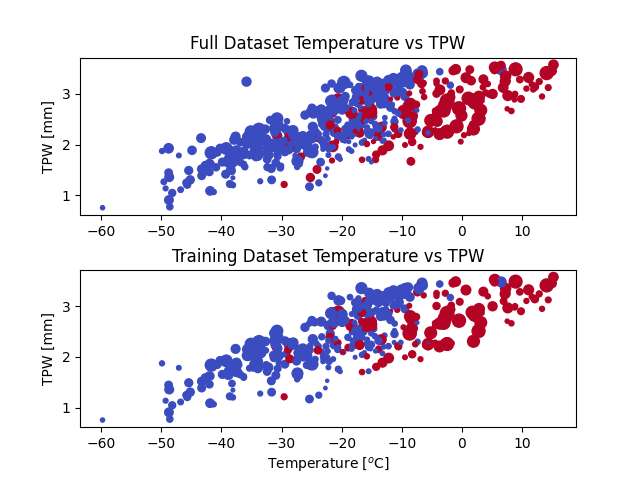 Full Dataset Temperature vs TPW
TPW [mm]
3
2
1
−60 −50 −40 −30 −20 −10 0 10
Training Dataset Temperature vs TPW
TPW [mm]
3
2
1
−60 −50 −40 −30 −20 −10 0 10
Temperature [°C]